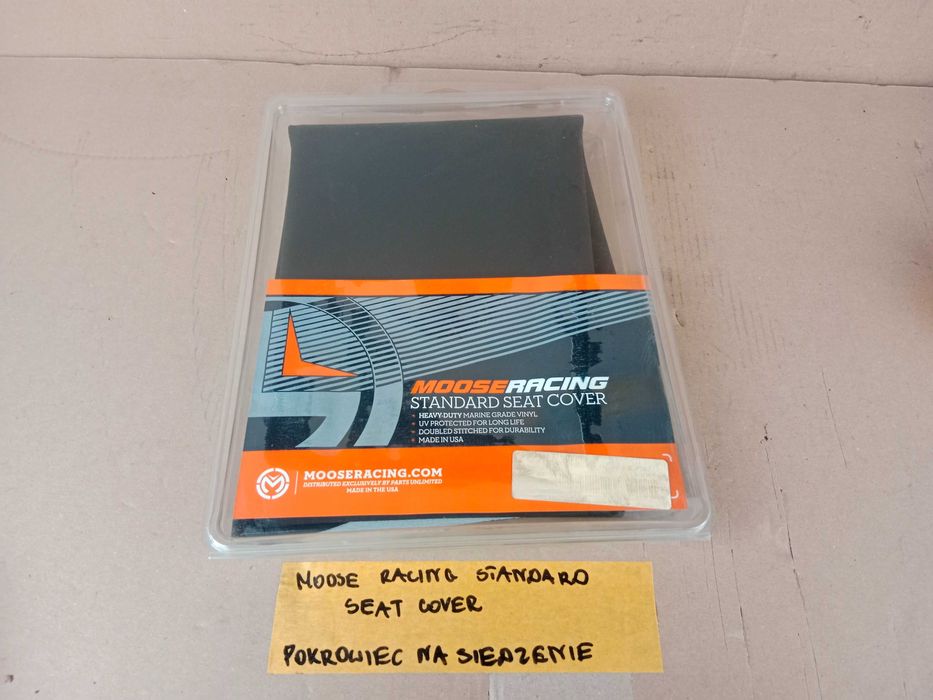 MOOSERACING
STANDARD SEAT COVER
• HEAVY-DUTY MARINE GRADE VINYL
• UV PROTECTED FOR LONG LIFE
• DOUBLED STITCHED FOR DURABILITY
• MADE IN USA
MOOSERACING.COM
DISTRIBUTED EXCLUSIVELY BY PARTS UNLIMITED
MADE IN THE USA
MOOSE RACING STANDARD
SEAT COVER
POKROWIEC NA SIEDZENIE